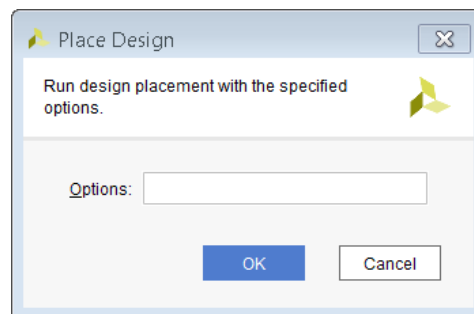 Place Design
Run design placement with the specified
options.
Options:
OK
Cancel